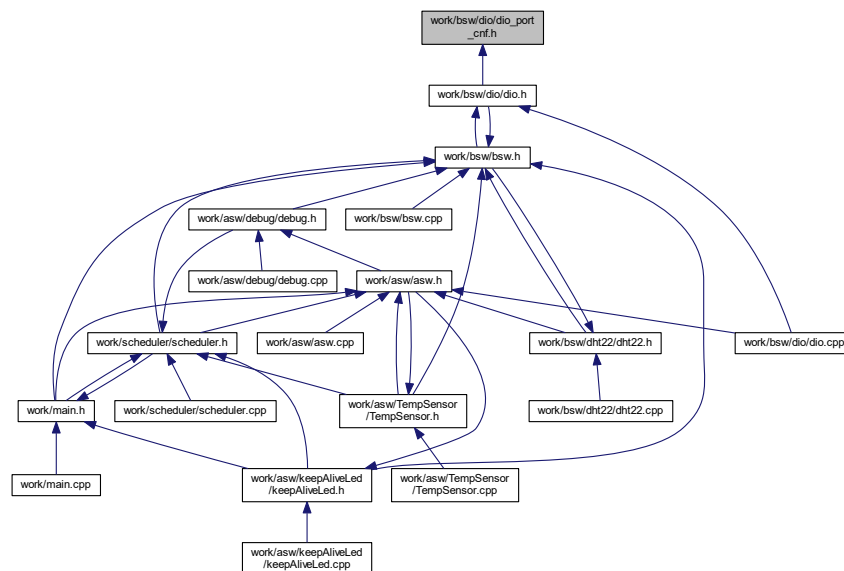 work/bsw/dio/dio_port
_cnf.h
work/bsw/dio/dio.h
work/bsw/bsw.h
work/asw/debug/debug.h
work/bsw/bsw.cpp
work/asw/debug/debug.cpp
work/asw/asw.h
work/scheduler/scheduler.h
work/asw/asw.cpp
work/bsw/dht22/dht22.h
work/bsw/dio/dio.cpp
work/main.h
work/scheduler/scheduler.cpp
work/asw/TempSensor
/TempSensor.h
work/bsw/dht22/dht22.cpp
work/main.cpp
work/asw/keepAliveLed
/keepAliveLed.h
work/asw/TempSensor
/TempSensor.cpp
work/asw/keepAliveLed
/keepAliveLed.cpp